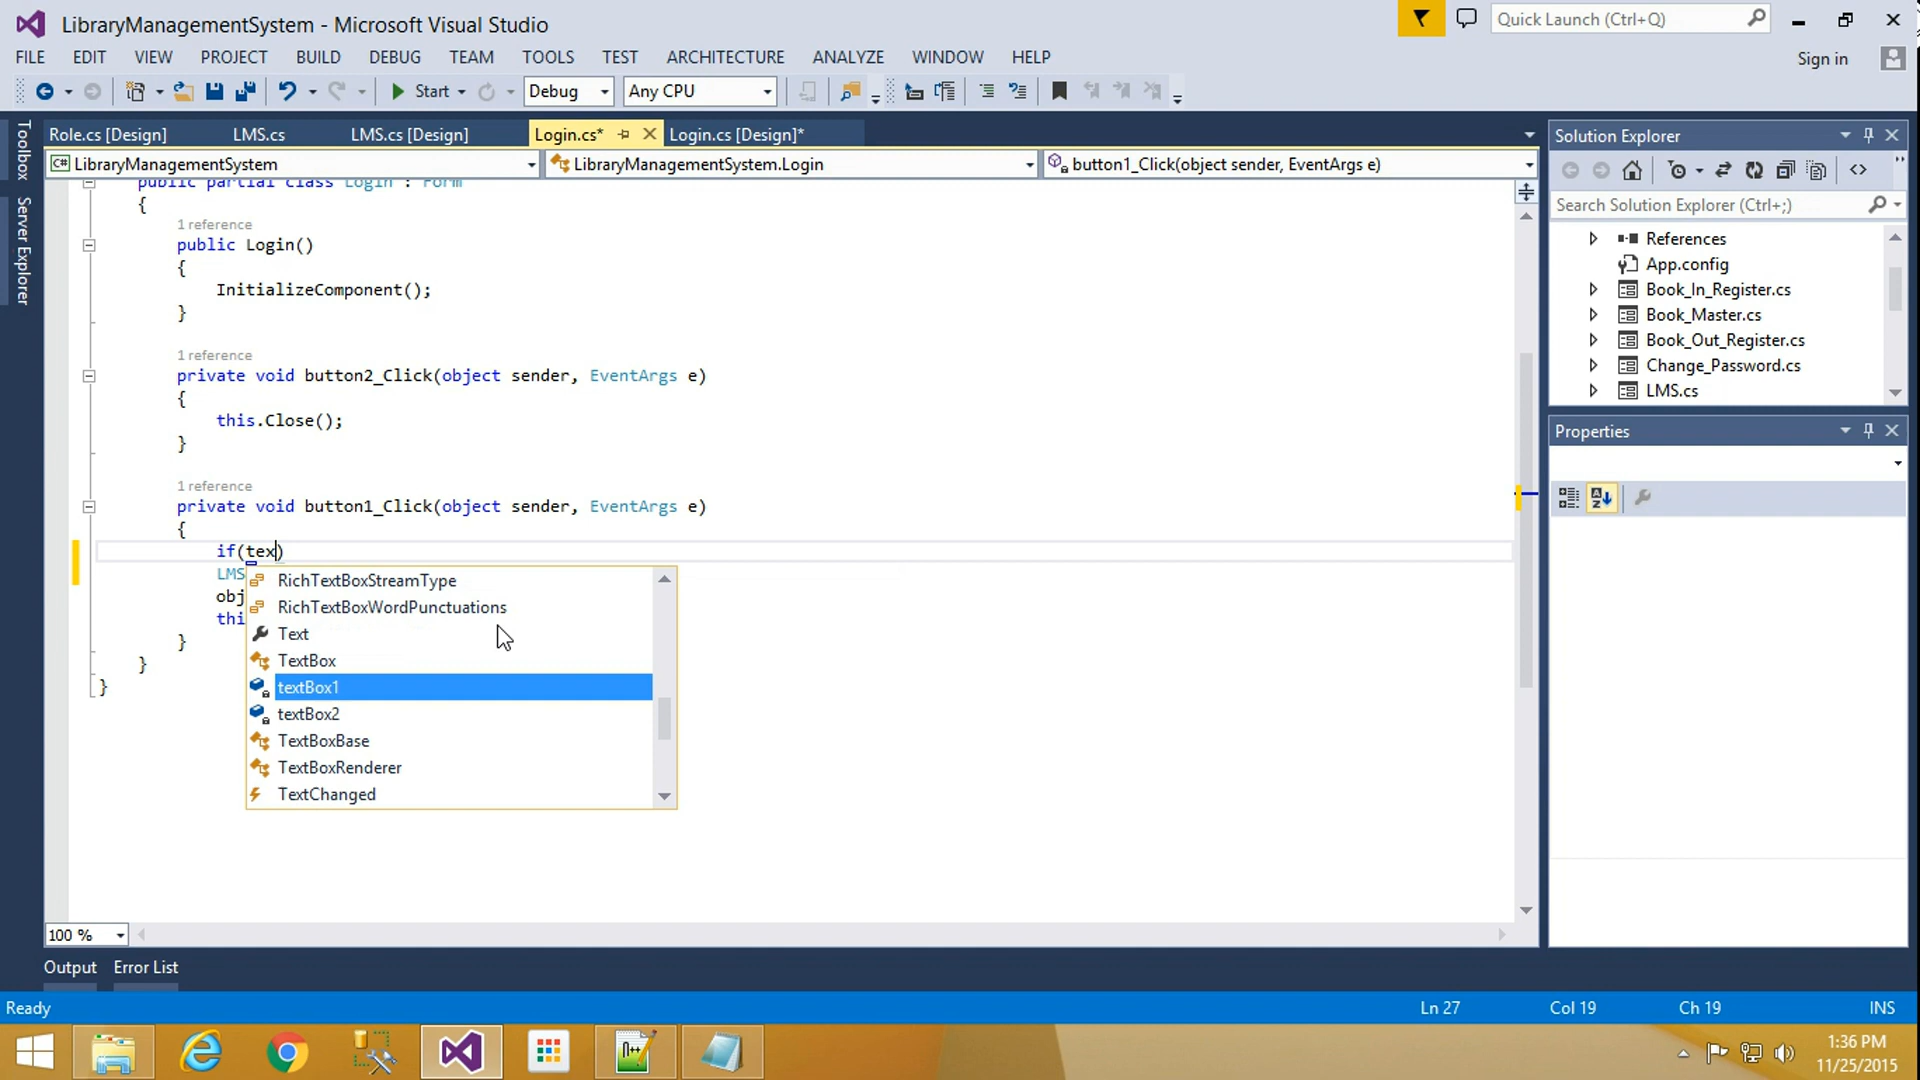 LibraryManagementSystem - Microsoft Visual Studio
Quick Launch (Ctrl+Q)
FILE EDIT VIEW PROJECT BUILD DEBUG TEAM TOOLS TEST ARCHITECTURE ANALYZE WINDOW HELP
Sign in
Start Debug Any CPU
Toolbox
Server Explorer
Role.cs [Design] LMS.cs LMS.cs [Design] Login.cs* Login.cs [Design]*
C# LibraryManagementSystem LibraryManagementSystem.Login button1_Click(object sender, EventArgs e)
public partial class Login : Form
{
1 reference
public Login()
{
InitializeComponent();
}
1 reference
private void button2_Click(object sender, EventArgs e)
{
this.Close();
}
1 reference
private void button1_Click(object sender, EventArgs e)
{
if(tex)
LMS
obj
thi
}
}
}
RichTextBoxStreamType
RichTextBoxWordPunctuations
Text
TextBox
textBox1
textBox2
TextBoxBase
TextBoxRenderer
TextChanged
100 %
Solution Explorer
Search Solution Explorer (Ctrl+;)
References
App.config
Book_In_Register.cs
Book_Master.cs
Book_Out_Register.cs
Change_Password.cs
LMS.cs
Properties
Output Error List
Ready Ln 27 Col 19 Ch 19 INS
1:36 PM
11/25/2015